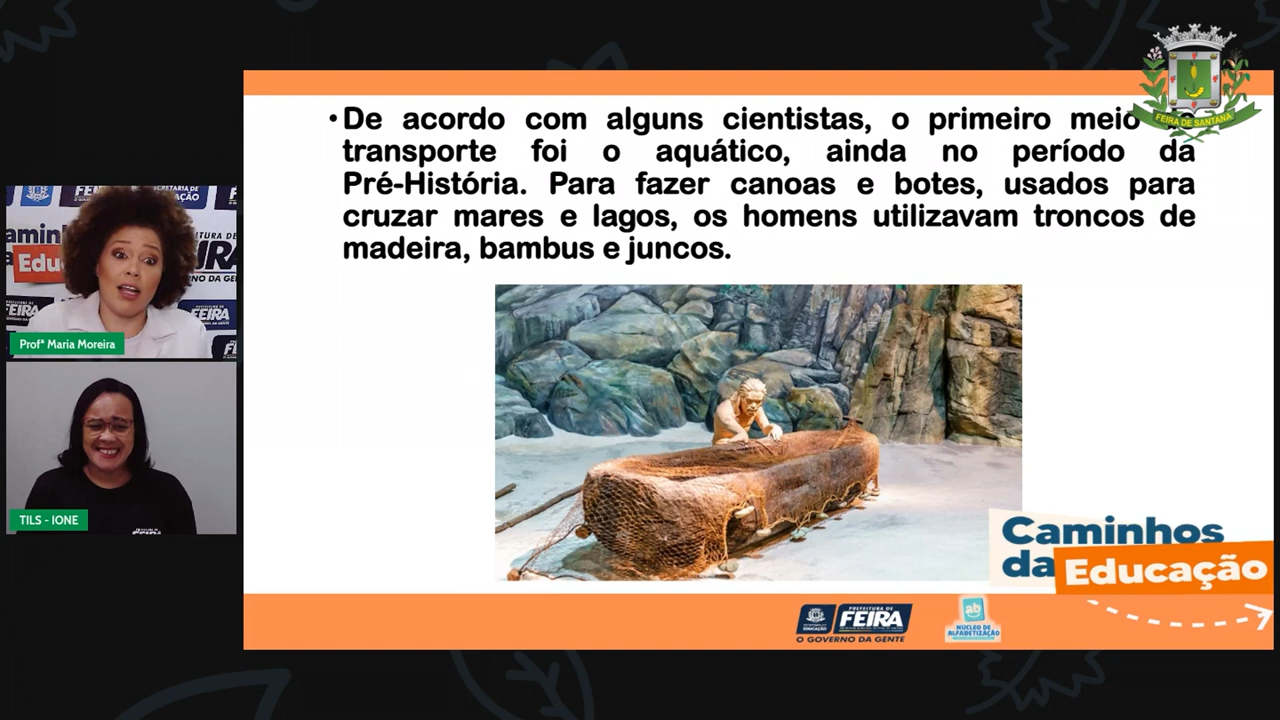 FEIRA DE SANTANA
• De acordo com alguns cientistas, o primeiro meio
transporte foi o aquático, ainda no período da
Pré-História. Para fazer canoas e botes, usados para
cruzar mares e lagos, os homens utilizavam troncos de
madeira, bambus e juncos.
Profª Maria Moreira
TILS - IONE
Caminhos
da Educação
PREFEITURA DE
FEIRA
O GOVERNO DA GENTE
EDUCAÇÃO
ab
NÚCLEO DE
ALFABETIZAÇÃO